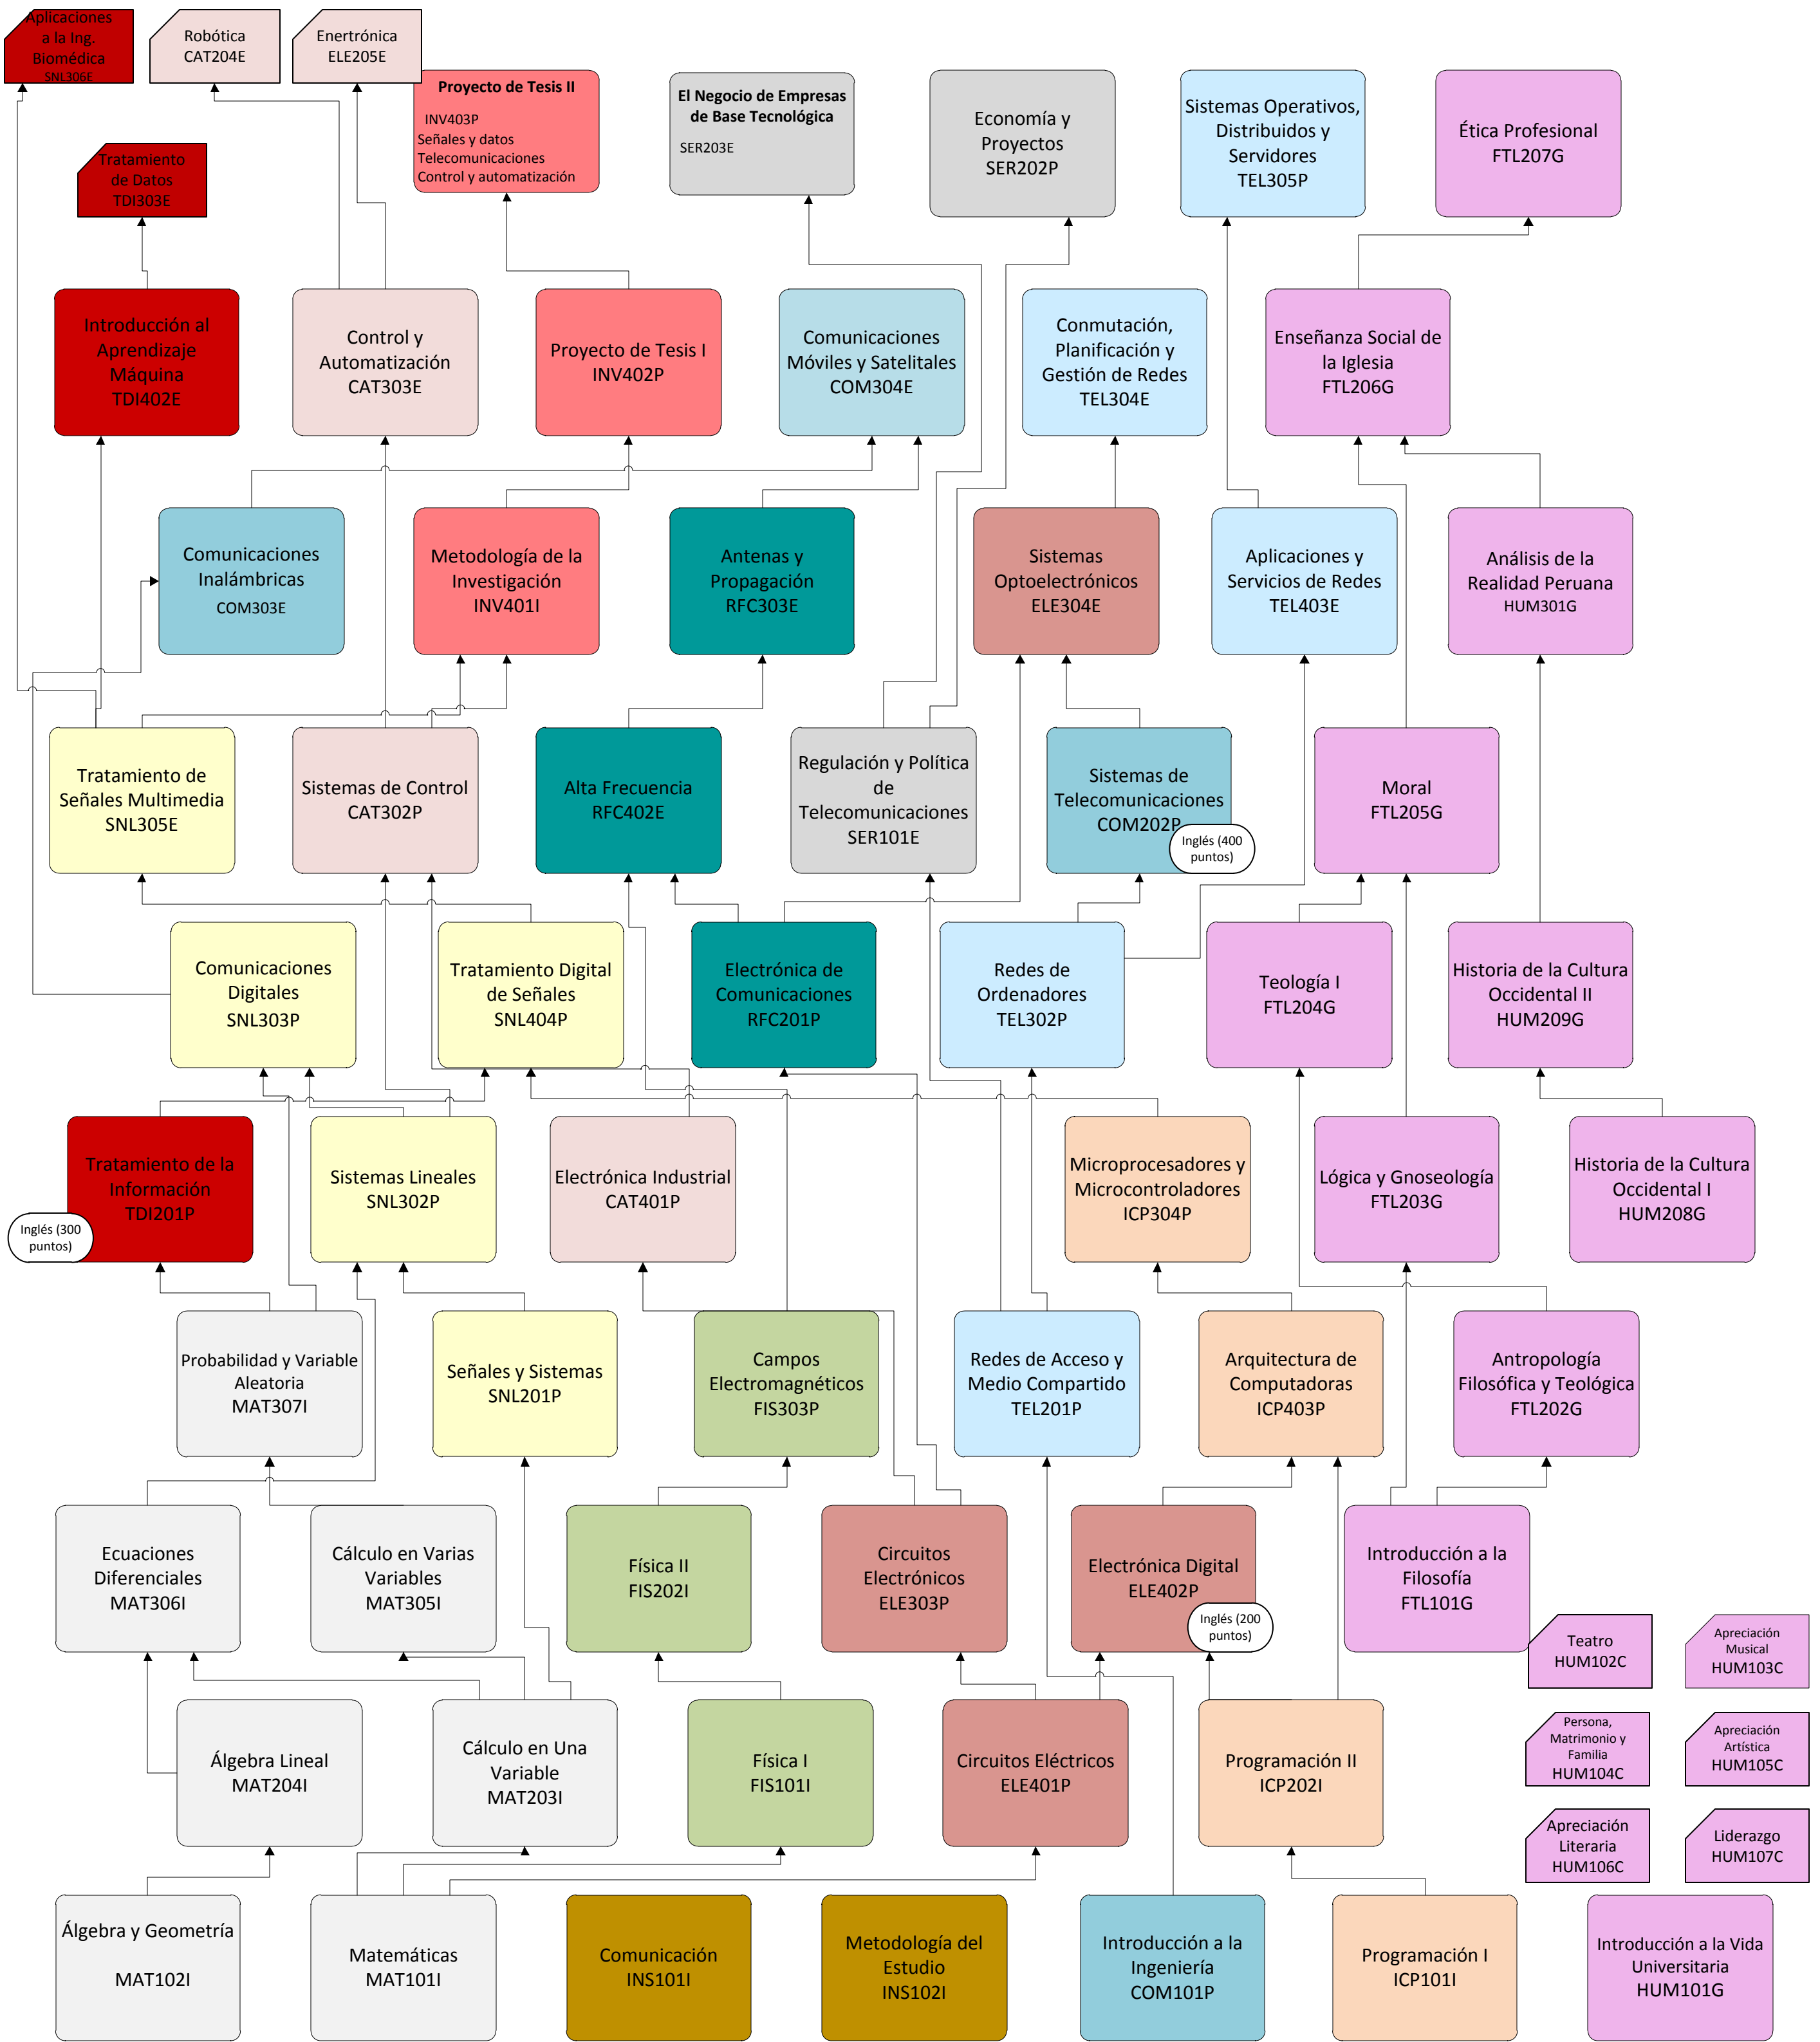 Aplicaciones
a la Ing.
Biomédica
SNL306E
Robótica
CAT204E
Enertrónica
ELE205E
Proyecto de Tesis II
INV403P
Señales y datos
Telecomunicaciones
Control y automatización
El Negocio de Empresas
de Base Tecnológica
SER203E
Economía y
Proyectos
SER202P
Sistemas Operativos,
Distribuidos y
Servidores
TEL305P
Ética Profesional
FTL207G
Tratamiento
de Datos
TDI303E
Introducción al
Aprendizaje
Máquina
TDI402E
Control y
Automatización
CAT303E
Proyecto de Tesis I
INV402P
Comunicaciones
Móviles y Satelitales
COM304E
Conmutación,
Planificación y
Gestión de Redes
TEL304E
Enseñanza Social de
la Iglesia
FTL206G
Comunicaciones
Inalámbricas
COM303E
Metodología de la
Investigación
INV401I
Antenas y
Propagación
RFC303E
Sistemas
Optoelectrónicos
ELE304E
Aplicaciones y
Servicios de Redes
TEL403E
Análisis de la
Realidad Peruana
HUM301G
Tratamiento de
Señales Multimedia
SNL305E
Sistemas de Control
CAT302P
Alta Frecuencia
RFC402E
Regulación y Política
de
Telecomunicaciones
SER101E
Sistemas de
Telecomunicaciones
COM202P
Inglés (400
puntos)
Moral
FTL205G
Comunicaciones
Digitales
SNL303P
Tratamiento Digital
de Señales
SNL404P
Electrónica de
Comunicaciones
RFC201P
Redes de
Ordenadores
TEL302P
Teología I
FTL204G
Historia de la Cultura
Occidental II
HUM209G
Tratamiento de la
Información
TDI201P
Inglés (300
puntos)
Sistemas Lineales
SNL302P
Electrónica Industrial
CAT401P
Microprocesadores y
Microcontroladores
ICP304P
Lógica y Gnoseología
FTL203G
Historia de la Cultura
Occidental I
HUM208G
Probabilidad y Variable
Aleatoria
MAT307I
Señales y Sistemas
SNL201P
Campos
Electromagnéticos
FIS303P
Redes de Acceso y
Medio Compartido
TEL201P
Arquitectura de
Computadoras
ICP403P
Antropología
Filosófica y Teológica
FTL202G
Ecuaciones
Diferenciales
MAT306I
Cálculo en Varias
Variables
MAT305I
Física II
FIS202I
Circuitos
Electrónicos
ELE303P
Electrónica Digital
ELE402P
Inglés (200
puntos)
Introducción a la
Filosofía
FTL101G
Teatro
HUM102C
Apreciación
Musical
HUM103C
Álgebra Lineal
MAT204I
Cálculo en Una
Variable
MAT203I
Física I
FIS101I
Circuitos Eléctricos
ELE401P
Programación II
ICP202I
Persona,
Matrimonio y
Familia
HUM104C
Apreciación
Artística
HUM105C
Apreciación
Literaria
HUM106C
Liderazgo
HUM107C
Álgebra y Geometría
MAT102I
Matemáticas
MAT101I
Comunicación
INS101I
Metodología del
Estudio
INS102I
Introducción a la
Ingeniería
COM101P
Programación I
ICP101I
Introducción a la Vida
Universitaria
HUM101G